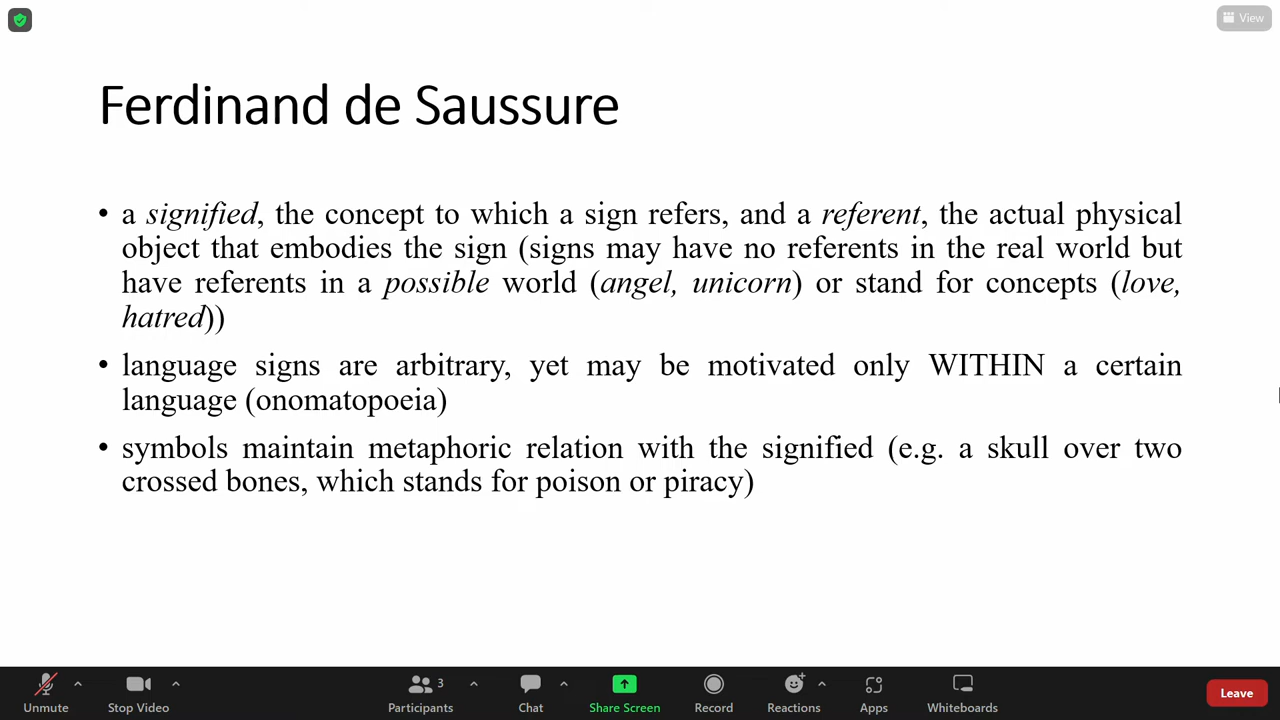 View
Ferdinand de Saussure
• a signified, the concept to which a sign refers, and a referent, the actual physical
object that embodies the sign (signs may have no referents in the real world but
have referents in a possible world (angel, unicorn) or stand for concepts (love,
hatred))
• language signs are arbitrary, yet may be motivated only WITHIN a certain
language (onomatopoeia)
• symbols maintain metaphoric relation with the signified (e.g. a skull over two
crossed bones, which stands for poison or piracy)
3
Unmute Stop Video Participants Chat Share Screen Record Reactions Apps Whiteboards Leave